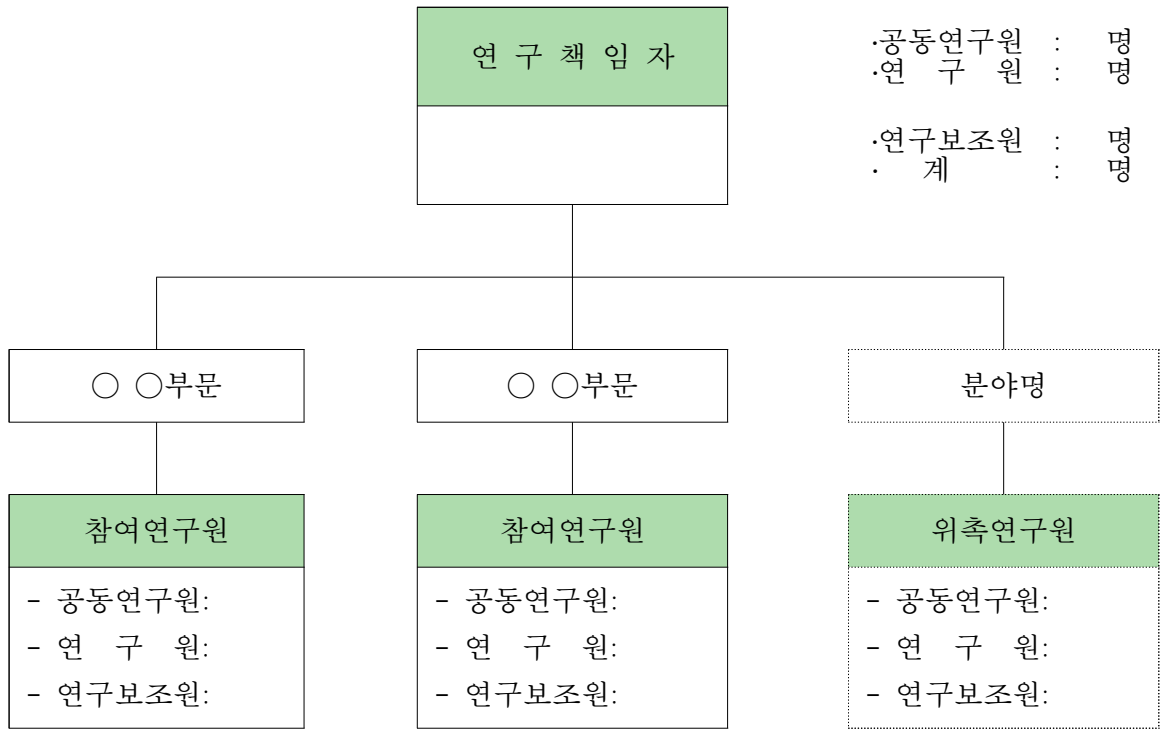 연 구 책 임 자
·공동연구원 : 명
·연 구 원 : 명
·연구보조원 : 명
· 계 : 명
○ ○부문
○ ○부문
분야명
참여연구원
- 공동연구원:
- 연 구 원:
- 연구보조원:
참여연구원
- 공동연구원:
- 연 구 원:
- 연구보조원:
위촉연구원
- 공동연구원:
- 연 구 원:
- 연구보조원: